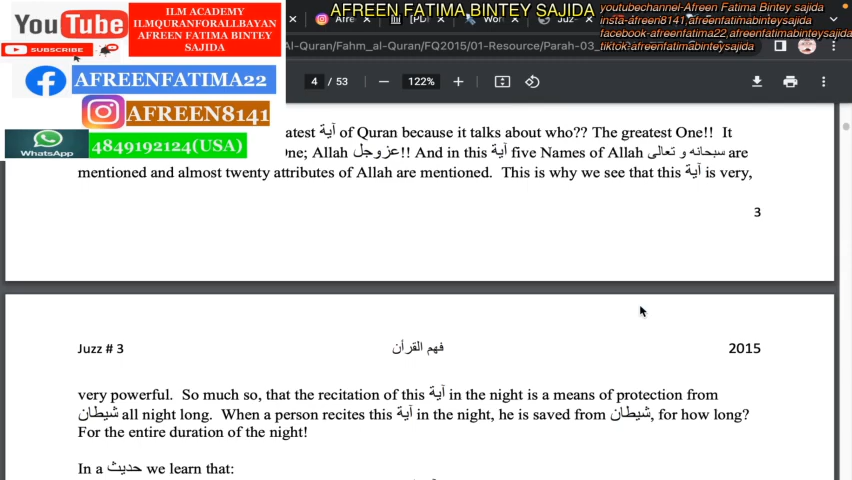 YouTube
SUBSCRIBE
ILM ACADEMY
ILMQURANFORALLBAYAN
AFREEN FATIMA BINTEY
SAJIDA
AFREENFATIMA22
AFREEN8141
WhatsApp
4849192124(USA)
AFREEN FATIMA BINTEY SAJIDA
youtubechannel-Afreen Fatima Bintey sajida
insta-afreen8141,afreenfatimabinteysajida
facebook-afreenfatima22,afreenfatimabinteysajida
tiktok-afreenfatimabinteysajida
Afre
[PD
Work
Juz-
Al-Quran/Fahm_al-Quran/FQ2015/01-Resource/Parah-03_
4 / 53
122%
atest آية of Quran because it talks about who?? The greatest One!! It
One; Allah عزوجل!! And in this آية five Names of Allah سبحانه و تعالى are
mentioned and almost twenty attributes of Allah are mentioned. This is why we see that this آية is very,
3
Juzz # 3 فهم القرأن 2015
very powerful. So much so, that the recitation of this آية in the night is a means of protection from
شيطان all night long. When a person recites this آية in the night, he is saved from شيطان, for how long?
For the entire duration of the night!
In a حديث we learn that: